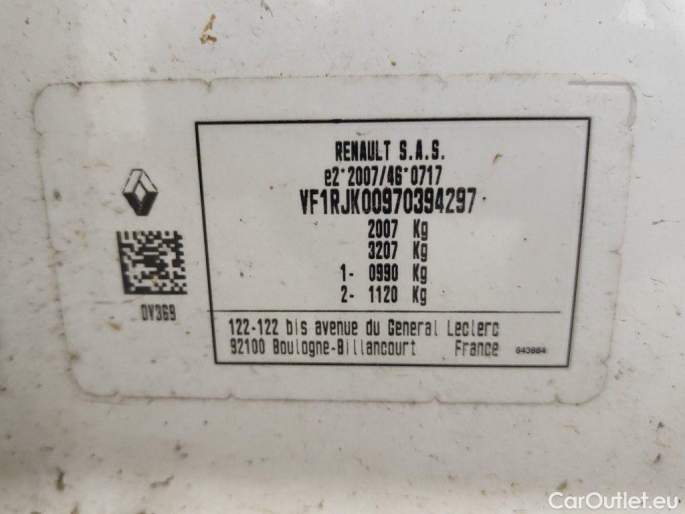 RENAULT S.A.S.
e2*2007/46*0717
VF1RJK00970394297
2007 Kg
3207 Kg
1- 0990 Kg
2- 1120 Kg
DV369
122-122 bis avenue du General Leclerc
92100 Boulogne-Billancourt France 643884
CarOutlet.eu